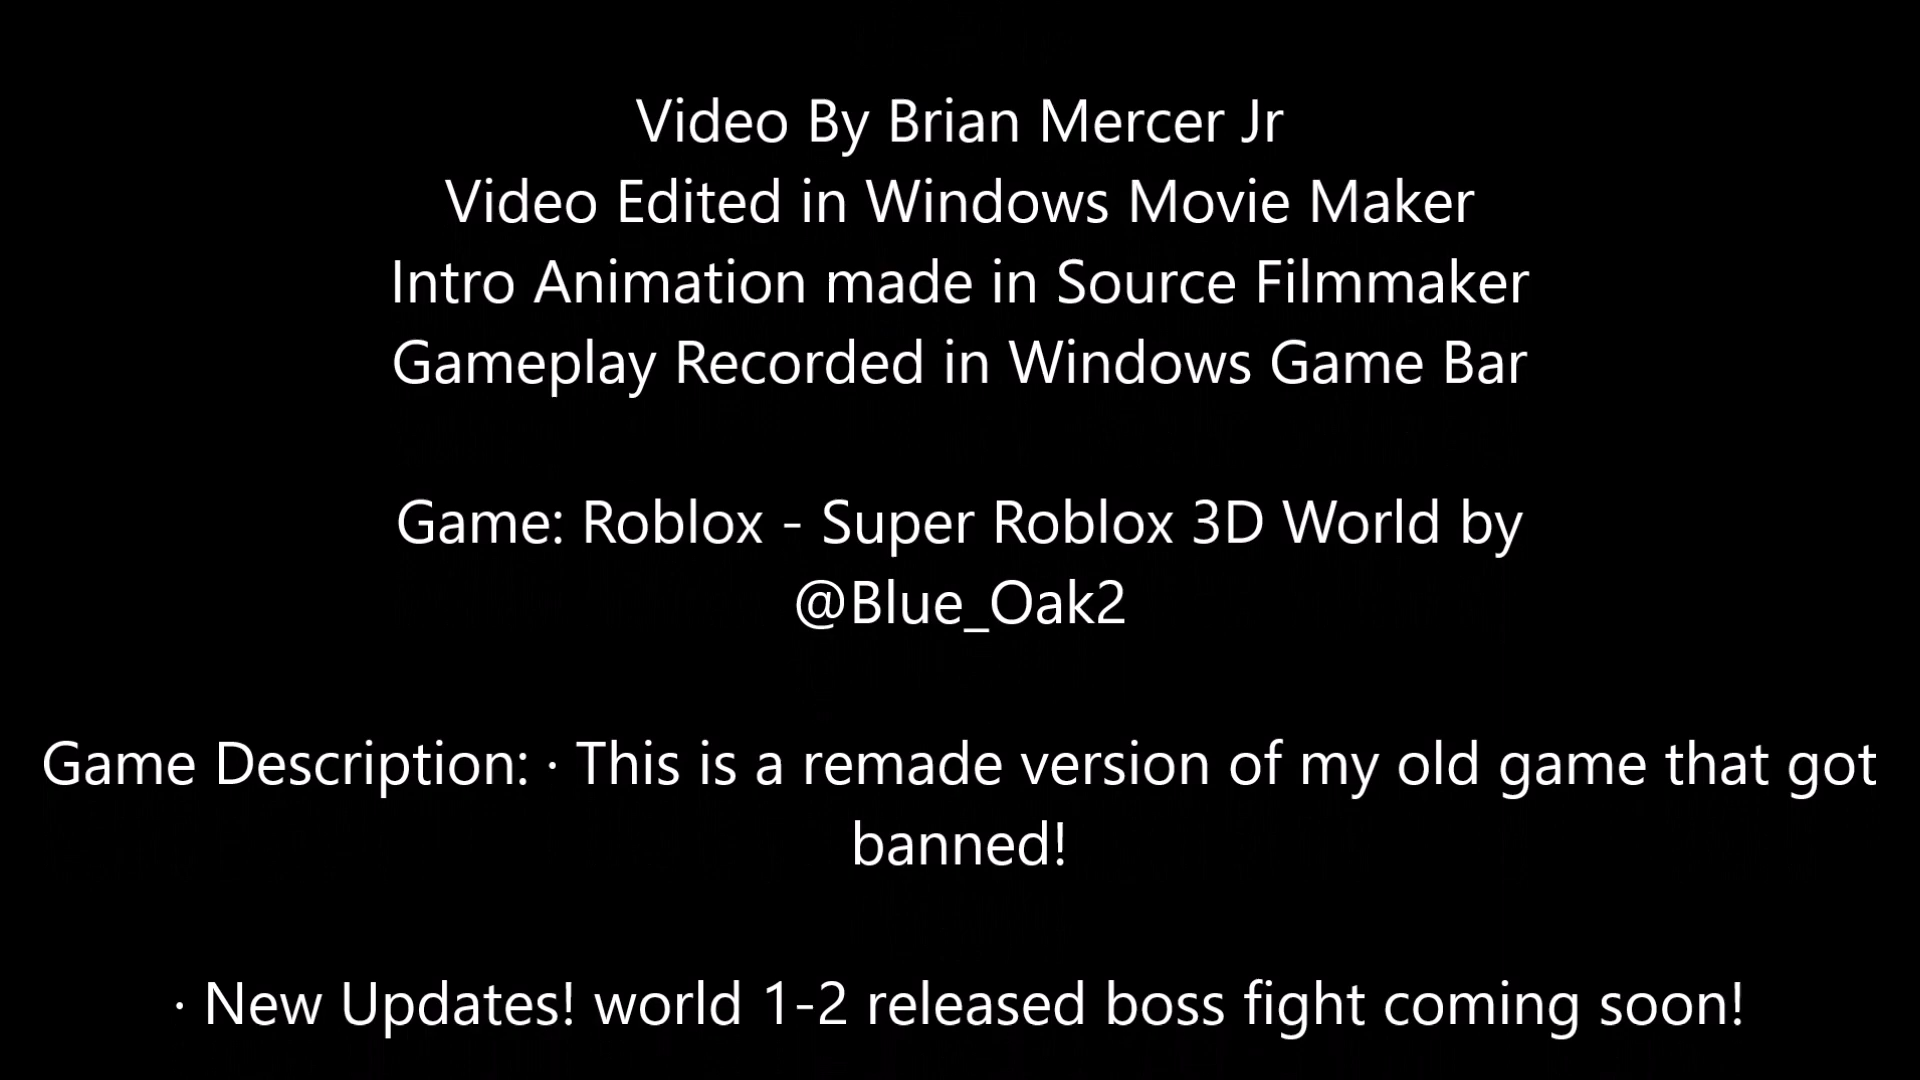 Video By Brian Mercer Jr
Video Edited in Windows Movie Maker
Intro Animation made in Source Filmmaker
Gameplay Recorded in Windows Game Bar
Game: Roblox - Super Roblox 3D World by
@Blue_Oak2
Game Description: · This is a remade version of my old game that got
banned!
· New Updates! world 1-2 released boss fight coming soon!